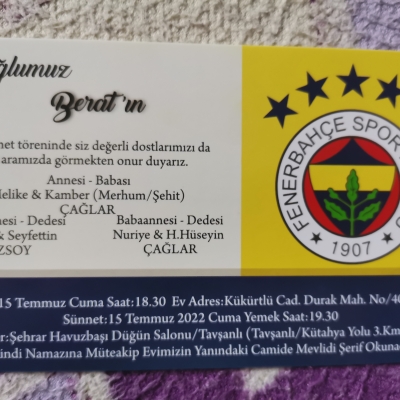 ğlumuz
Berat'ın
net töreninde siz değerli dostlarımızı da
aramızda görmekten onur duyarız.
Annesi - Babası
elike & Kamber (Merhum/Şehit)
ÇAĞLAR
nesi - Dedesi
& Seyfettin
ZSOY
Babaannesi - Dedesi
Nuriye & H.Hüseyin
ÇAĞLAR
FENERBAHÇE SPOR
1907
15 Temmuz Cuma Saat:18.30 Ev Adres:Kükürtlü Cad. Durak Mah. No/40
Sünnet:15 Temmuz 2022 Cuma Yemek Saat:19.30
r:Şehrar Havuzbaşı Düğün Salonu/Tavşanlı (Tavşanlı/Kütahya Yolu 3.Km
indi Namazına Müteakip Evimizin Yanındaki Camide Mevlidi Şerif Okuna